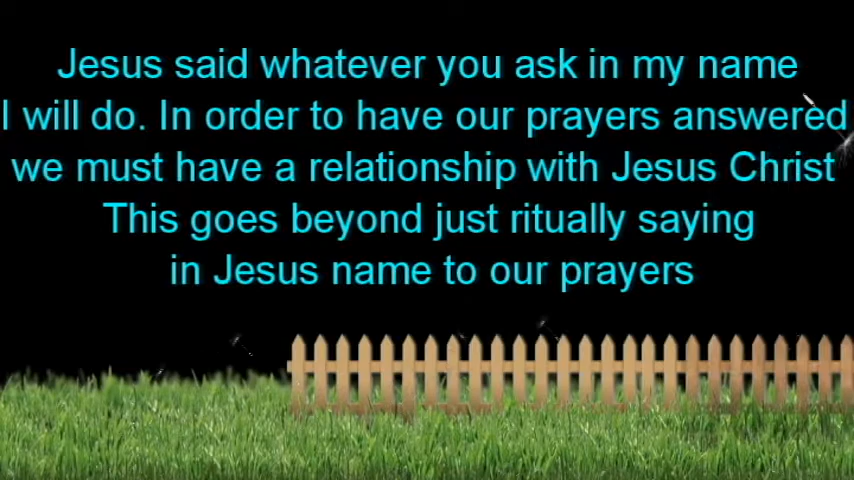 Jesus said whatever you ask in my name
I will do. In order to have our prayers answered
we must have a relationship with Jesus Christ
This goes beyond just ritually saying
in Jesus name to our prayers